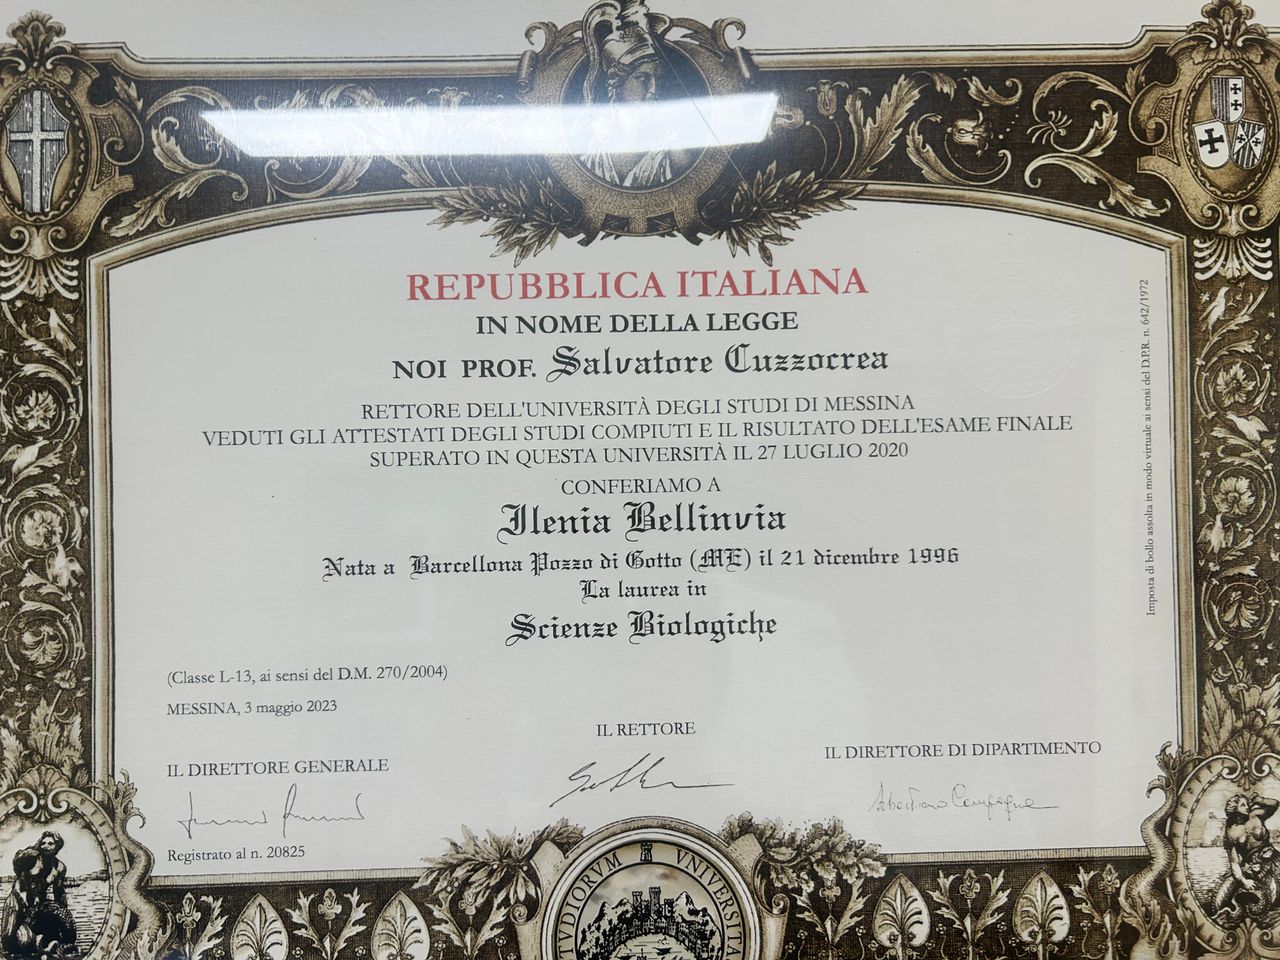 REPUBBLICA ITALIANA
IN NOME DELLA LEGGE
NOI PROF. Salvatore Cuzzocrea
RETTORE DELL'UNIVERSITÀ DEGLI STUDI DI MESSINA
VEDUTI GLI ATTESTATI DEGLI STUDI COMPIUTI E IL RISULTATO DELL'ESAME FINALE
SUPERATO IN QUESTA UNIVERSITÀ IL 27 LUGLIO 2020
CONFERIAMO A
Ilenia Bellinvia
Nata a Barcellona Pozzo di Gotto (ME) il 21 dicembre 1996
La laurea in
Scienze Biologiche
(Classe L-13, ai sensi del D.M. 270/2004)
MESSINA, 3 maggio 2023
IL RETTORE
IL DIRETTORE DI DIPARTIMENTO
IL DIRETTORE GENERALE
Registrato al n. 20825
Imposta di bollo assolta in modo virtuale ai sensi del D.P.R. n. 642/1972
STVDIORVM VNIVERSITA